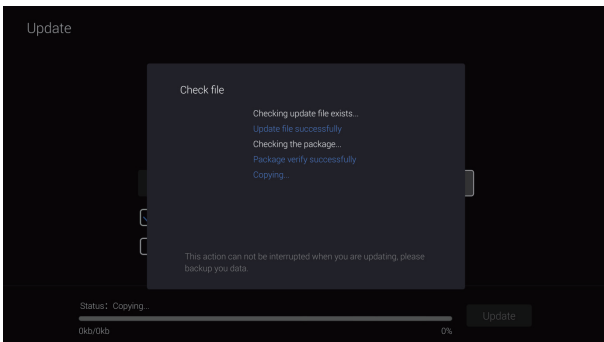 Update
Check file
Checking update file exists...
Update file successfully
Checking the package...
Package verify successfully
Copying...
This action can not be interrupted when you are updating, please
backup you data.
Status: Copying...
Update
0kb/0kb
0%